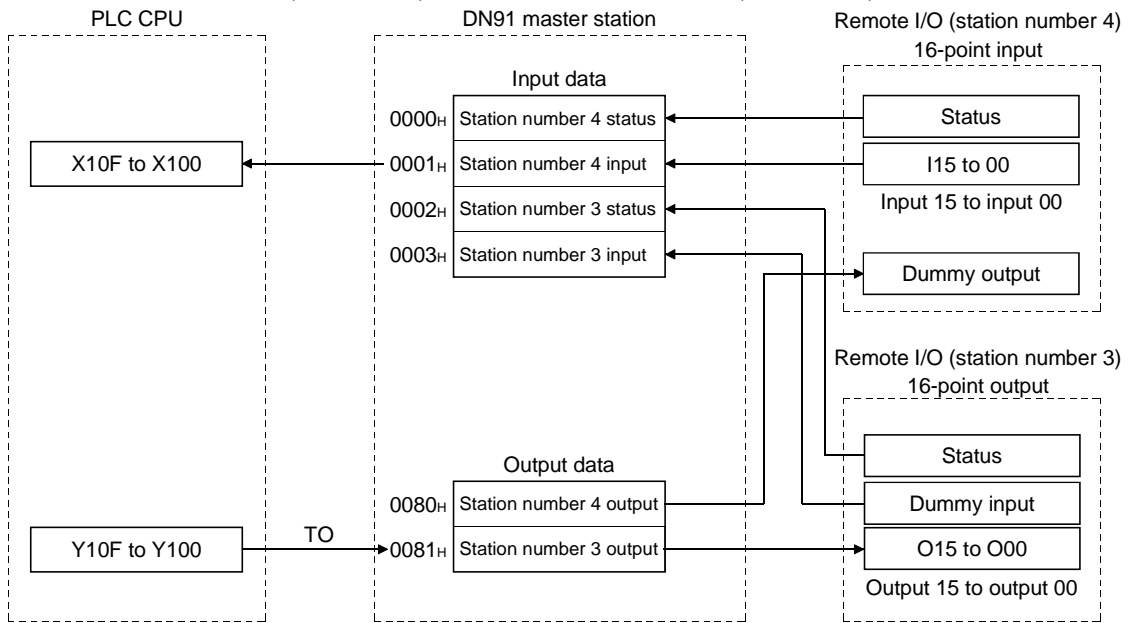 PLC CPU
X10F to X100
Y10F to Y100
TO
DN91 master station
Input data
0000H Station number 4 status
0001H Station number 4 input
0002H Station number 3 status
0003H Station number 3 input
Output data
0080H Station number 4 output
0081H Station number 3 output
Remote I/O (station number 4)
16-point input
Status
I15 to 00
Input 15 to input 00
Dummy output
Remote I/O (station number 3)
16-point output
Status
Dummy input
O15 to O00
Output 15 to output 00